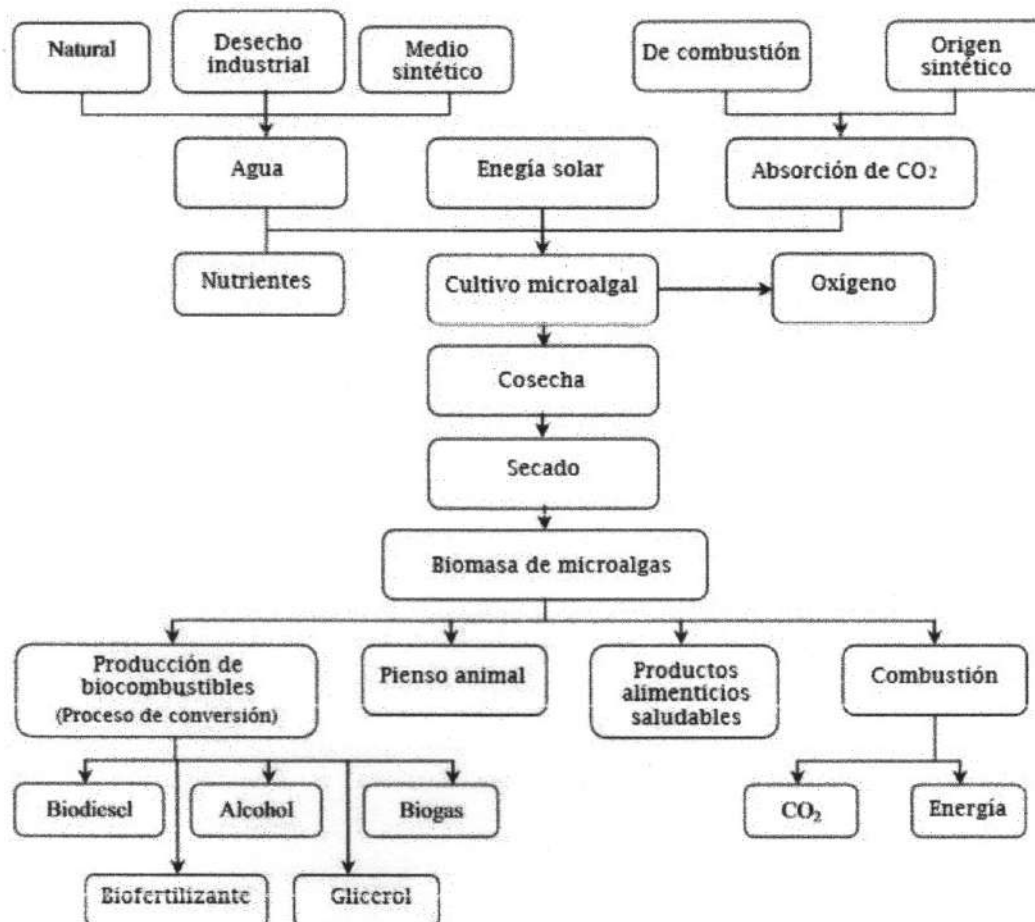 Natural
Desecho
industrial
Medio
sintético
De combustión
Origen
sintético
Agua
Enegía solar
Absorción de CO₂
Nutrientes
Cultivo microalgal
Oxígeno
Cosecha
Secado
Biomasa de microalgas
Producción de
biocombustibles
(Proceso de conversión)
Pienso animal
Productos
alimenticios
saludables
Combustión
Biodiesel
Alcohol
Biogas
CO₂
Energía
Biofertilizante
Glicerol